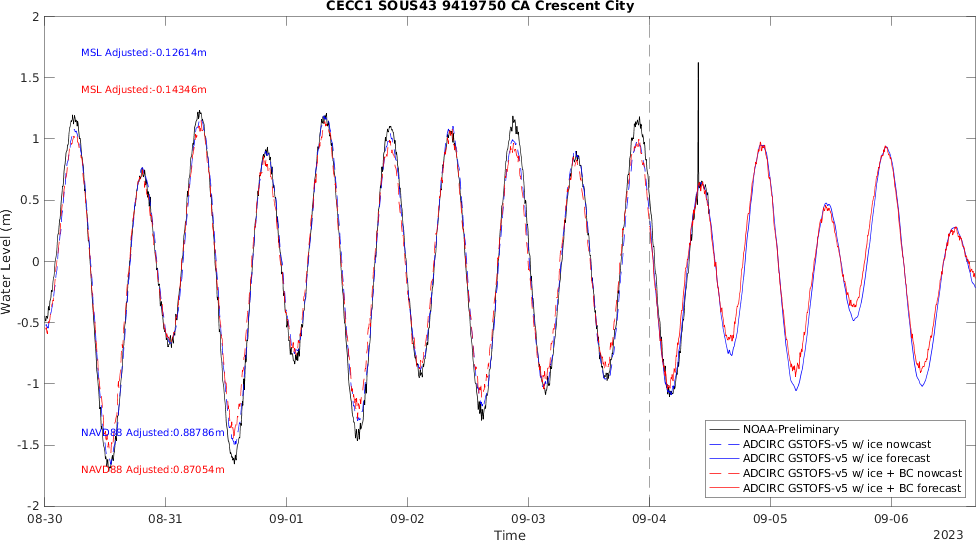 CECC1 SOUS43 9419750 CA Crescent City
2
1.5
1
0.5
0
-0.5
-1
-1.5
-2
Water Level (m)
MSL Adjusted:-0.12614m
MSL Adjusted:-0.14346m
NAVD88 Adjusted:0.88786m
NAVD88 Adjusted:0.87054m
NOAA-Preliminary
ADCIRC GSTOFS-v5 w/ ice nowcast
ADCIRC GSTOFS-v5 w/ ice forecast
ADCIRC GSTOFS-v5 w/ ice + BC nowcast
ADCIRC GSTOFS-v5 w/ ice + BC forecast
08-30 08-31 09-01 09-02 09-03 09-04 09-05 09-06
Time
2023